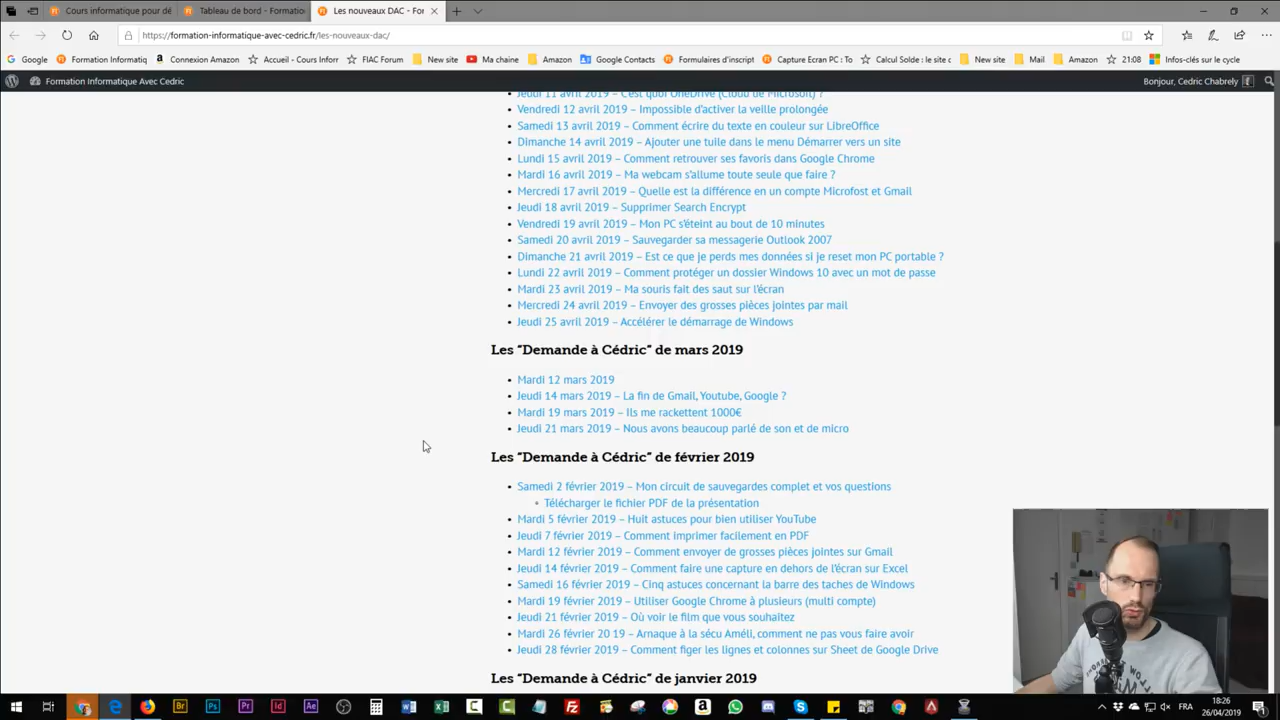 Cours informatique pour dé
Tableau de bord - Formatio
Les nouveaux DAC - For
https://formation-informatique-avec-cedric.fr/les-nouveaux-dac/
Google
Formation Informatiq
Connexion Amazon
Accueil - Cours Inforr
FIAC Forum
New site
Ma chaine
Amazon
Google Contacts
Formulaires d'inscript
Capture Ecran PC : To
Calcul Solde : le site c
New site
Mail
Amazon
21:08
Infos-clés sur le cycle
Formation Informatique Avec Cedric
Bonjour, Cedric Chabrely
Jeudi 11 avril 2019 – C'est quoi OneDrive (Cloud de Microsoft) ?
Vendredi 12 avril 2019 – Impossible d'activer la veille prolongée
Samedi 13 avril 2019 – Comment écrire du texte en couleur sur LibreOffice
Dimanche 14 avril 2019 – Ajouter une tuile dans le menu Démarrer vers un site
Lundi 15 avril 2019 – Comment retrouver ses favoris dans Google Chrome
Mardi 16 avril 2019 – Ma webcam s'allume toute seule que faire ?
Mercredi 17 avril 2019 – Quelle est la différence en un compte Microfost et Gmail
Jeudi 18 avril 2019 – Supprimer Search Encrypt
Vendredi 19 avril 2019 – Mon PC s'éteint au bout de 10 minutes
Samedi 20 avril 2019 – Sauvegarder sa messagerie Outlook 2007
Dimanche 21 avril 2019 – Est ce que je perds mes données si je reset mon PC portable ?
Lundi 22 avril 2019 – Comment protéger un dossier Windows 10 avec un mot de passe
Mardi 23 avril 2019 – Ma souris fait des saut sur l'écran
Mercredi 24 avril 2019 – Envoyer des grosses pièces jointes par mail
Jeudi 25 avril 2019 – Accélérer le démarrage de Windows
Les "Demande à Cédric" de mars 2019
Mardi 12 mars 2019
Jeudi 14 mars 2019 – La fin de Gmail, Youtube, Google ?
Mardi 19 mars 2019 – Ils me rackettent 1000€
Jeudi 21 mars 2019 – Nous avons beaucoup parlé de son et de micro
Les "Demande à Cédric" de février 2019
Samedi 2 février 2019 – Mon circuit de sauvegardes complet et vos questions
Télécharger le fichier PDF de la présentation
Mardi 5 février 2019 – Huit astuces pour bien utiliser YouTube
Jeudi 7 février 2019 – Comment imprimer facilement en PDF
Mardi 12 février 2019 – Comment envoyer de grosses pièces jointes sur Gmail
Jeudi 14 février 2019 – Comment faire une capture en dehors de l'écran sur Excel
Samedi 16 février 2019 – Cinq astuces concernant la barre des taches de Windows
Mardi 19 février 2019 – Utiliser Google Chrome à plusieurs (multi compte)
Jeudi 21 février 2019 – Où voir le film que vous souhaitez
Mardi 26 février 20 19 – Arnaque à la sécu Améli, comment ne pas vous faire avoir
Jeudi 28 février 2019 – Comment figer les lignes et colonnes sur Sheet de Google Drive
Les "Demande à Cédric" de janvier 2019
FRA
18:26
26/04/2019